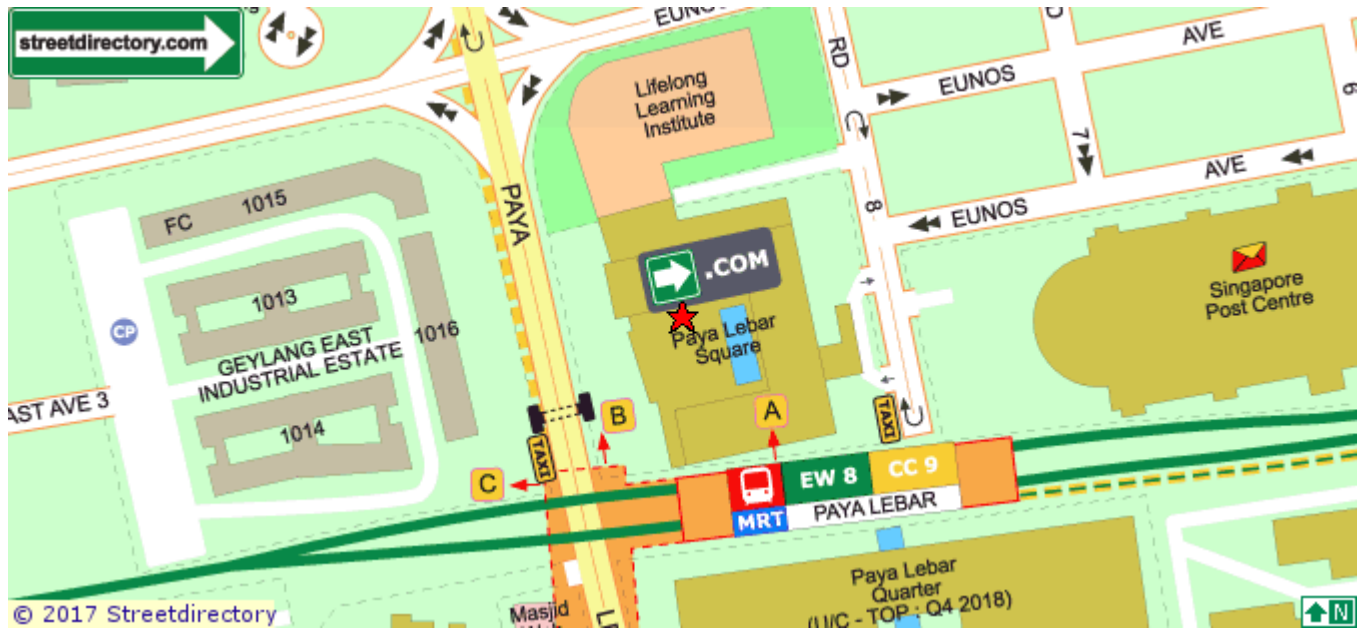 streetdirectory.com
EUNOS
RD
AVE
EUNOS
6
7
AVE
EUNOS
8
Lifelong
Learning
Institute
PAYA
FC
1015
1013
1016
GEYLANG EAST
INDUSTRIAL ESTATE
1014
CP
AST AVE 3
.COM
Paya Lebar
Square
Singapore
Post Centre
A
B
C
TAXI
TAXI
EW 8
CC 9
MRT
PAYA LEBAR
Paya Lebar
Quarter
(U/C - TOP : Q4 2018)
Masjid
LE
© 2017 Streetdirectory
N